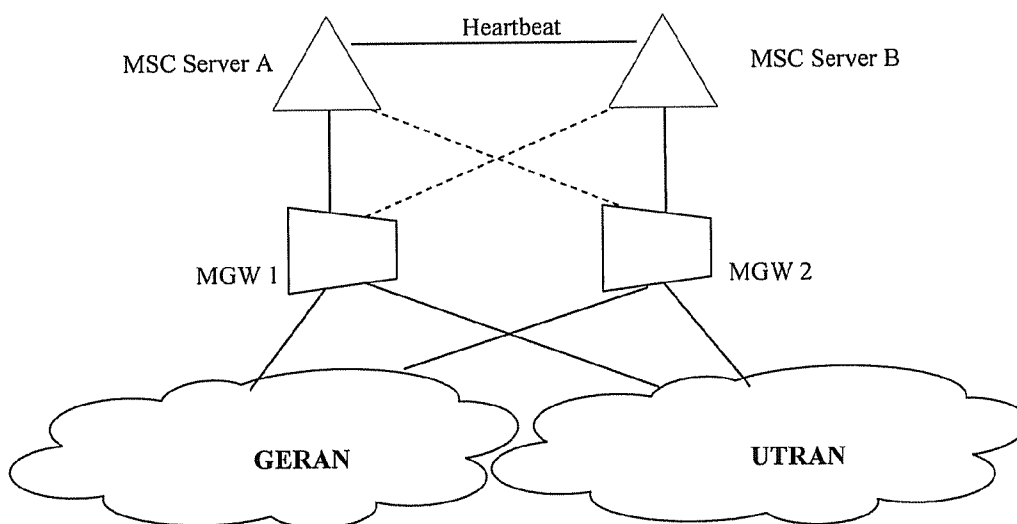 Heartbeat
MSC Server A
MSC Server B
MGW 1
MGW 2
GERAN
UTRAN